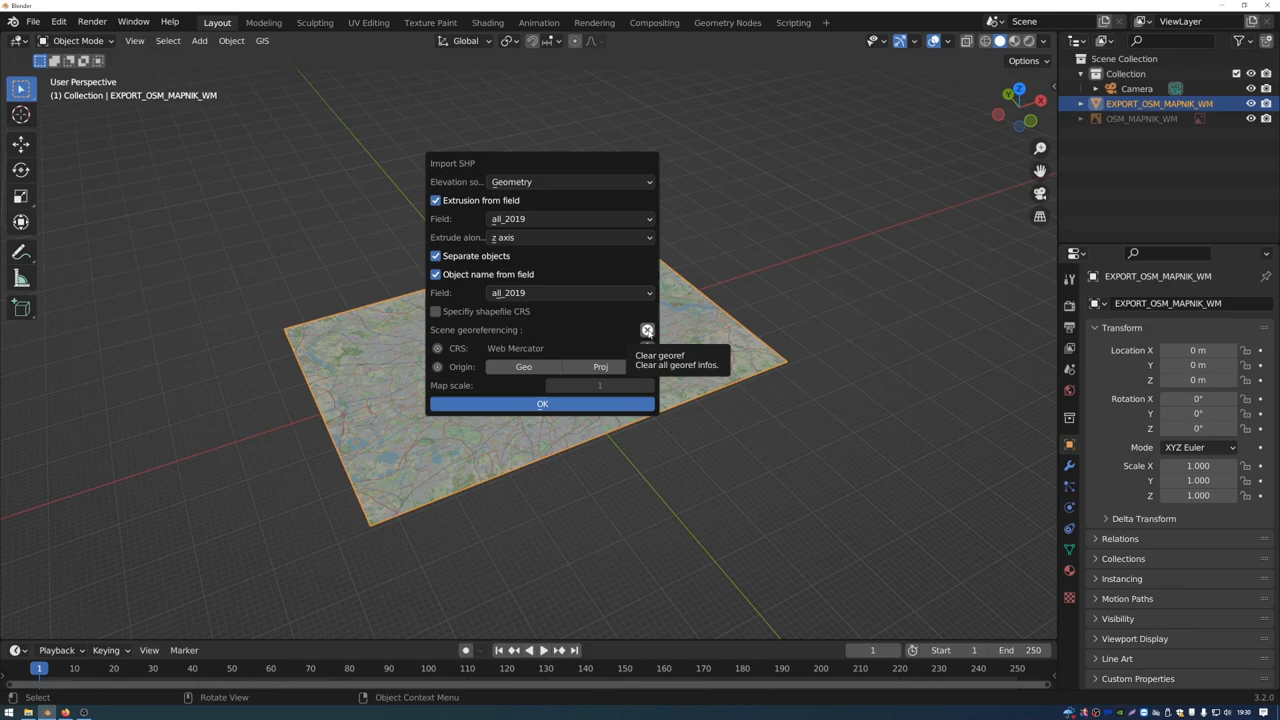 Blender
File Edit Render Window Help Layout Modeling Sculpting UV Editing Texture Paint Shading Animation Rendering Compositing Geometry Nodes Scripting + Scene ViewLayer
Object Mode View Select Add Object GIS Global
Options
User Perspective
(1) Collection | EXPORT_OSM_MAPNIK_WM
Z
Y
X
Scene Collection
Collection
Camera
EXPORT_OSM_MAPNIK_WM
OSM_MAPNIK_WM
Import SHP
Elevation so... Geometry
Extrusion from field
Field: all_2019
Extrude alon... z axis
Separate objects
Object name from field
Field: all_2019
Specifiy shapefile CRS
Scene georeferencing :
CRS: Web Mercator
Origin: Geo Proj
Map scale: 1
OK
Clear georef
Clear all georef infos.
EXPORT_OSM_MAPNIK_WM
EXPORT_OSM_MAPNIK_WM
Transform
Location X 0 m
Y 0 m
Z 0 m
Rotation X 0°
Y 0°
Z 0°
Mode XYZ Euler
Scale X 1.000
Y 1.000
Z 1.000
Delta Transform
Relations
Collections
Instancing
Motion Paths
Visibility
Viewport Display
Line Art
Custom Properties
Playback Keying View Marker 1 Start 1 End 250
1 10 20 30 40 50 60 70 80 90 100 110 120 130 140 150 160 170 180 190 200 210 220 230 240 250
Select Rotate View Object Context Menu 3.2.0
19:30